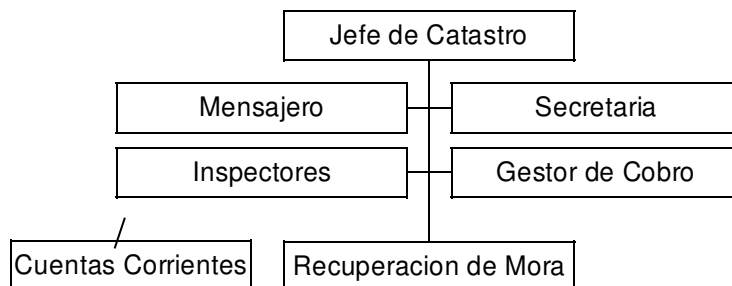 Jefe de Catastro
Mensajero
Secretaria
Inspectores
Gestor de Cobro
Cuentas Corrientes
Recuperacion de Mora